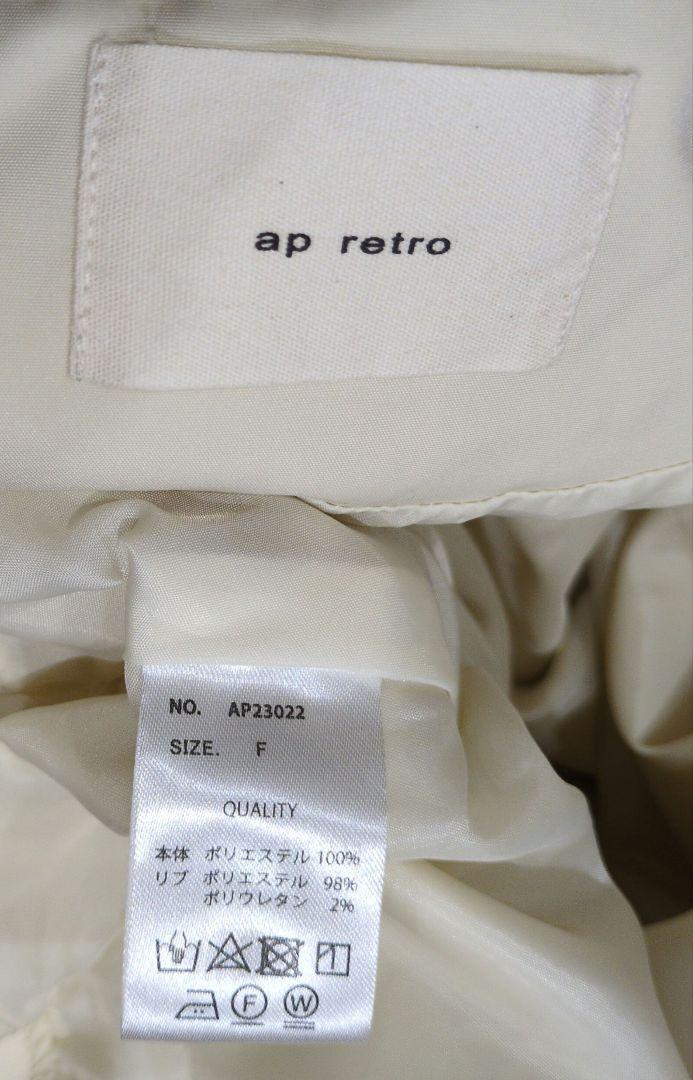 ap retro
NO. AP23022
SIZE. F
QUALITY
本体 ポリエステル 100%
リブ ポリエステル 98%
ポリウレタン 2%
F W